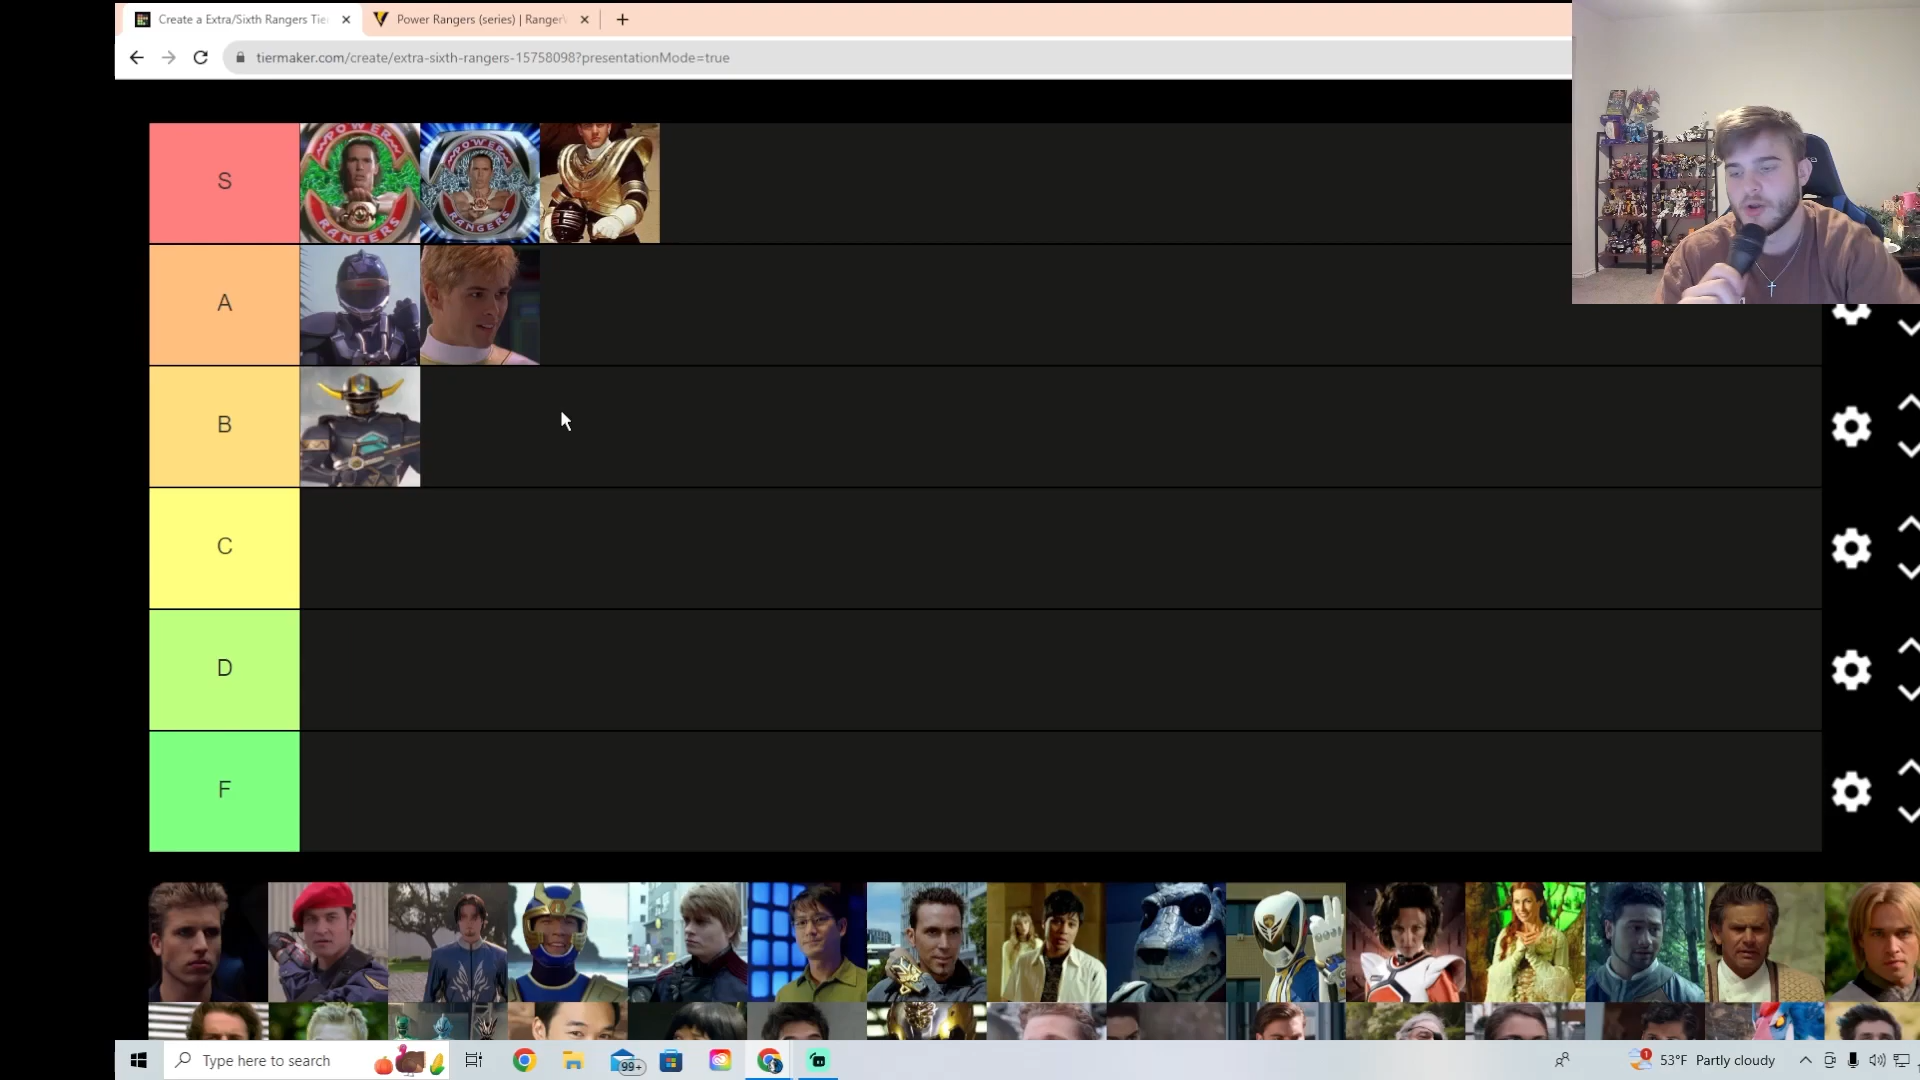 Create a Extra/Sixth Rangers Tie
Power Rangers (series) | Ranger
tiermaker.com/create/extra-sixth-rangers-15758098?presentationMode=true
S
POWER
RANGERS
POWER
RANGERS
A
B
C
D
F
Type here to search
99+
1
53°F Partly cloudy